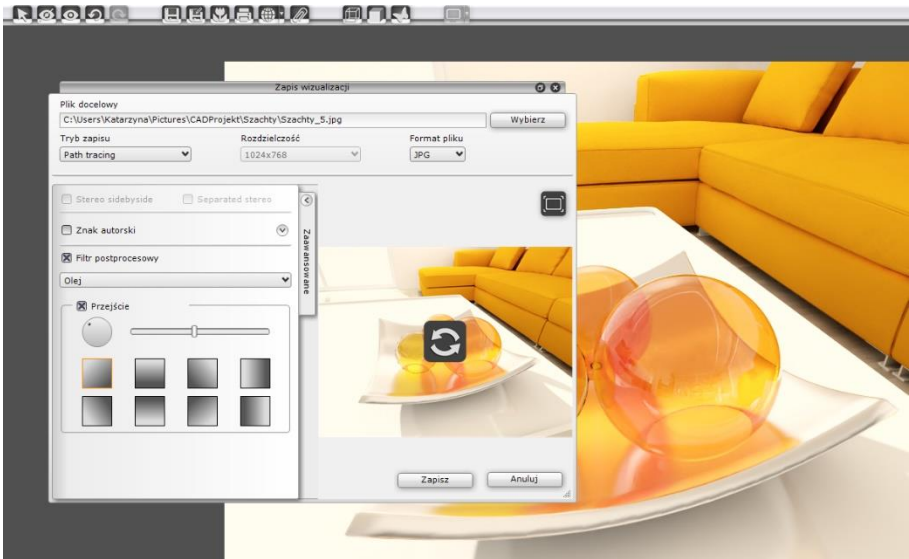 Zapis wizualizacji
Plik docelowy
C:\Users\Katarzyna\Pictures\CADProjekt\Szachty\Szachty_5.jpg
Wybierz
Tryb zapisu
Rozdzielczość
Format pliku
Path tracing
1024x768
JPG
Stereo sidebyside
Separated stereo
Znak autorski
Filtr postprocesowy
Olej
Przejście
Zaawansowane
Zapisz
Anuluj